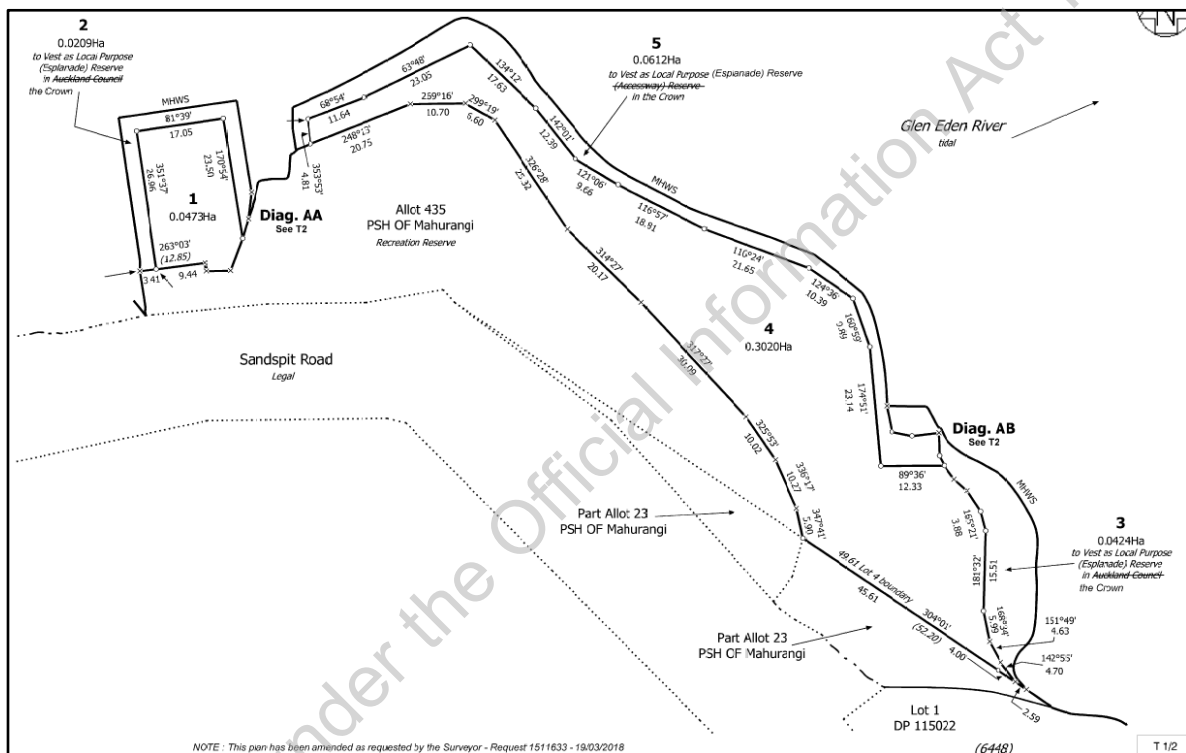 2
0.0209Ha
to Vest as Local Purpose
(Esplanade) Reserve
in Auckland Council
the Crown
MHWS
81°39'
17.05
351°37'
26.96
170°54'
23.50
1
0.0473Ha
263°03'
(12.85)
3.41
9.44
Diag. AA
See T2
68°54'
11.64
63°48'
23.05
353°53'
4.81
248°13'
20.75
259°16'
10.70
299°19'
134°12'
17.63
142°01'
12.39
121°06'
9.66
5
0.0612Ha
to Vest as Local Purpose (Espanade) Reserve
(Accessway) Reserve
in the Crown
Glen Eden River
tidal
MHWS
116°57'
18.91
21.65
124°36'
10.39
160°59'
174°51'
23.14
Allot 435
PSH OF Mahurangi
Recreation Reserve
326°28'
25.32
314°27'
20.17
317°27'
30.09
325°53'
10.02
336°17'
10.27
347°41'
5.90
4
0.3020Ha
Sandspit Road
Legal
Diag. AB
See T2
89°36'
12.33
MHWS
165°21'
3.88
181°32'
15.51
168°34'
5.99
3
0.0424Ha
to Vest as Local Purpose
(Esplanade) Reserve
in Auckland Council
the Crown
151°49'
4.63
142°55'
4.70
2.59
Part Allot 23
PSH OF Mahurangi
49.61 Lot 4 boundary
45.61
304°01'
(52.20)
4.00
Part Allot 23
PSH OF Mahurangi
Lot 1
DP 115022
NOTE : This plan has been amended as requested by the Surveyor - Request 1511633 - 19/03/2018
(6448)
T 1/2
nder the Official Information Act